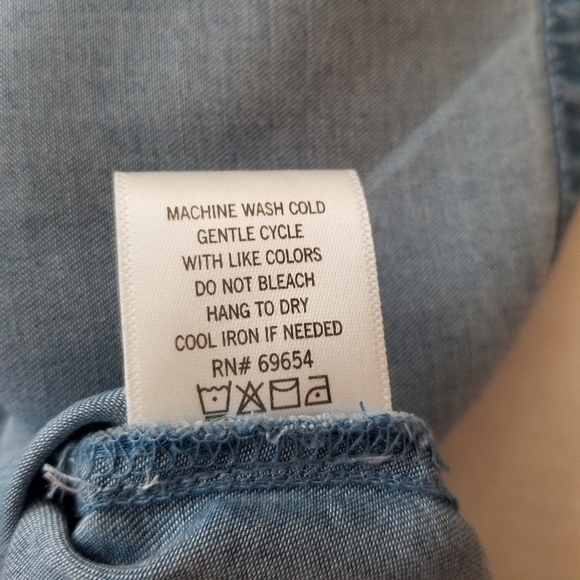 MACHINE WASH COLD
GENTLE CYCLE
WITH LIKE COLORS
DO NOT BLEACH
HANG TO DRY
COOL IRON IF NEEDED
RN# 69654